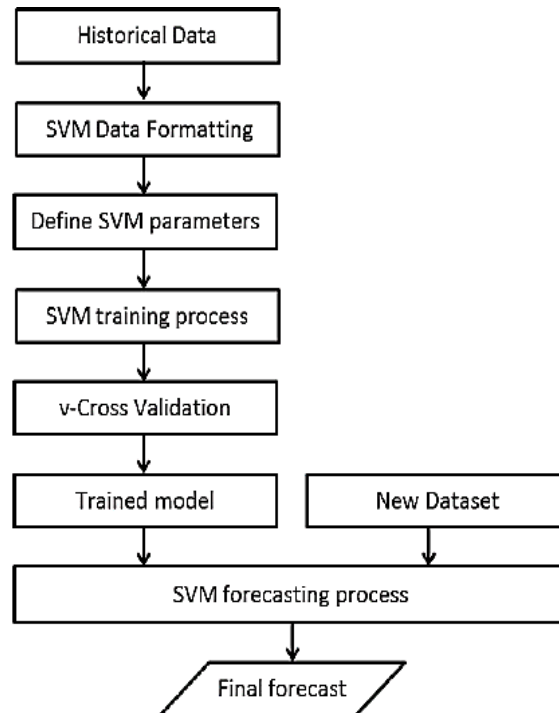 Historical Data
SVM Data Formatting
Define SVM parameters
SVM training process
v-Cross Validation
Trained model
New Dataset
SVM forecasting process
Final forecast